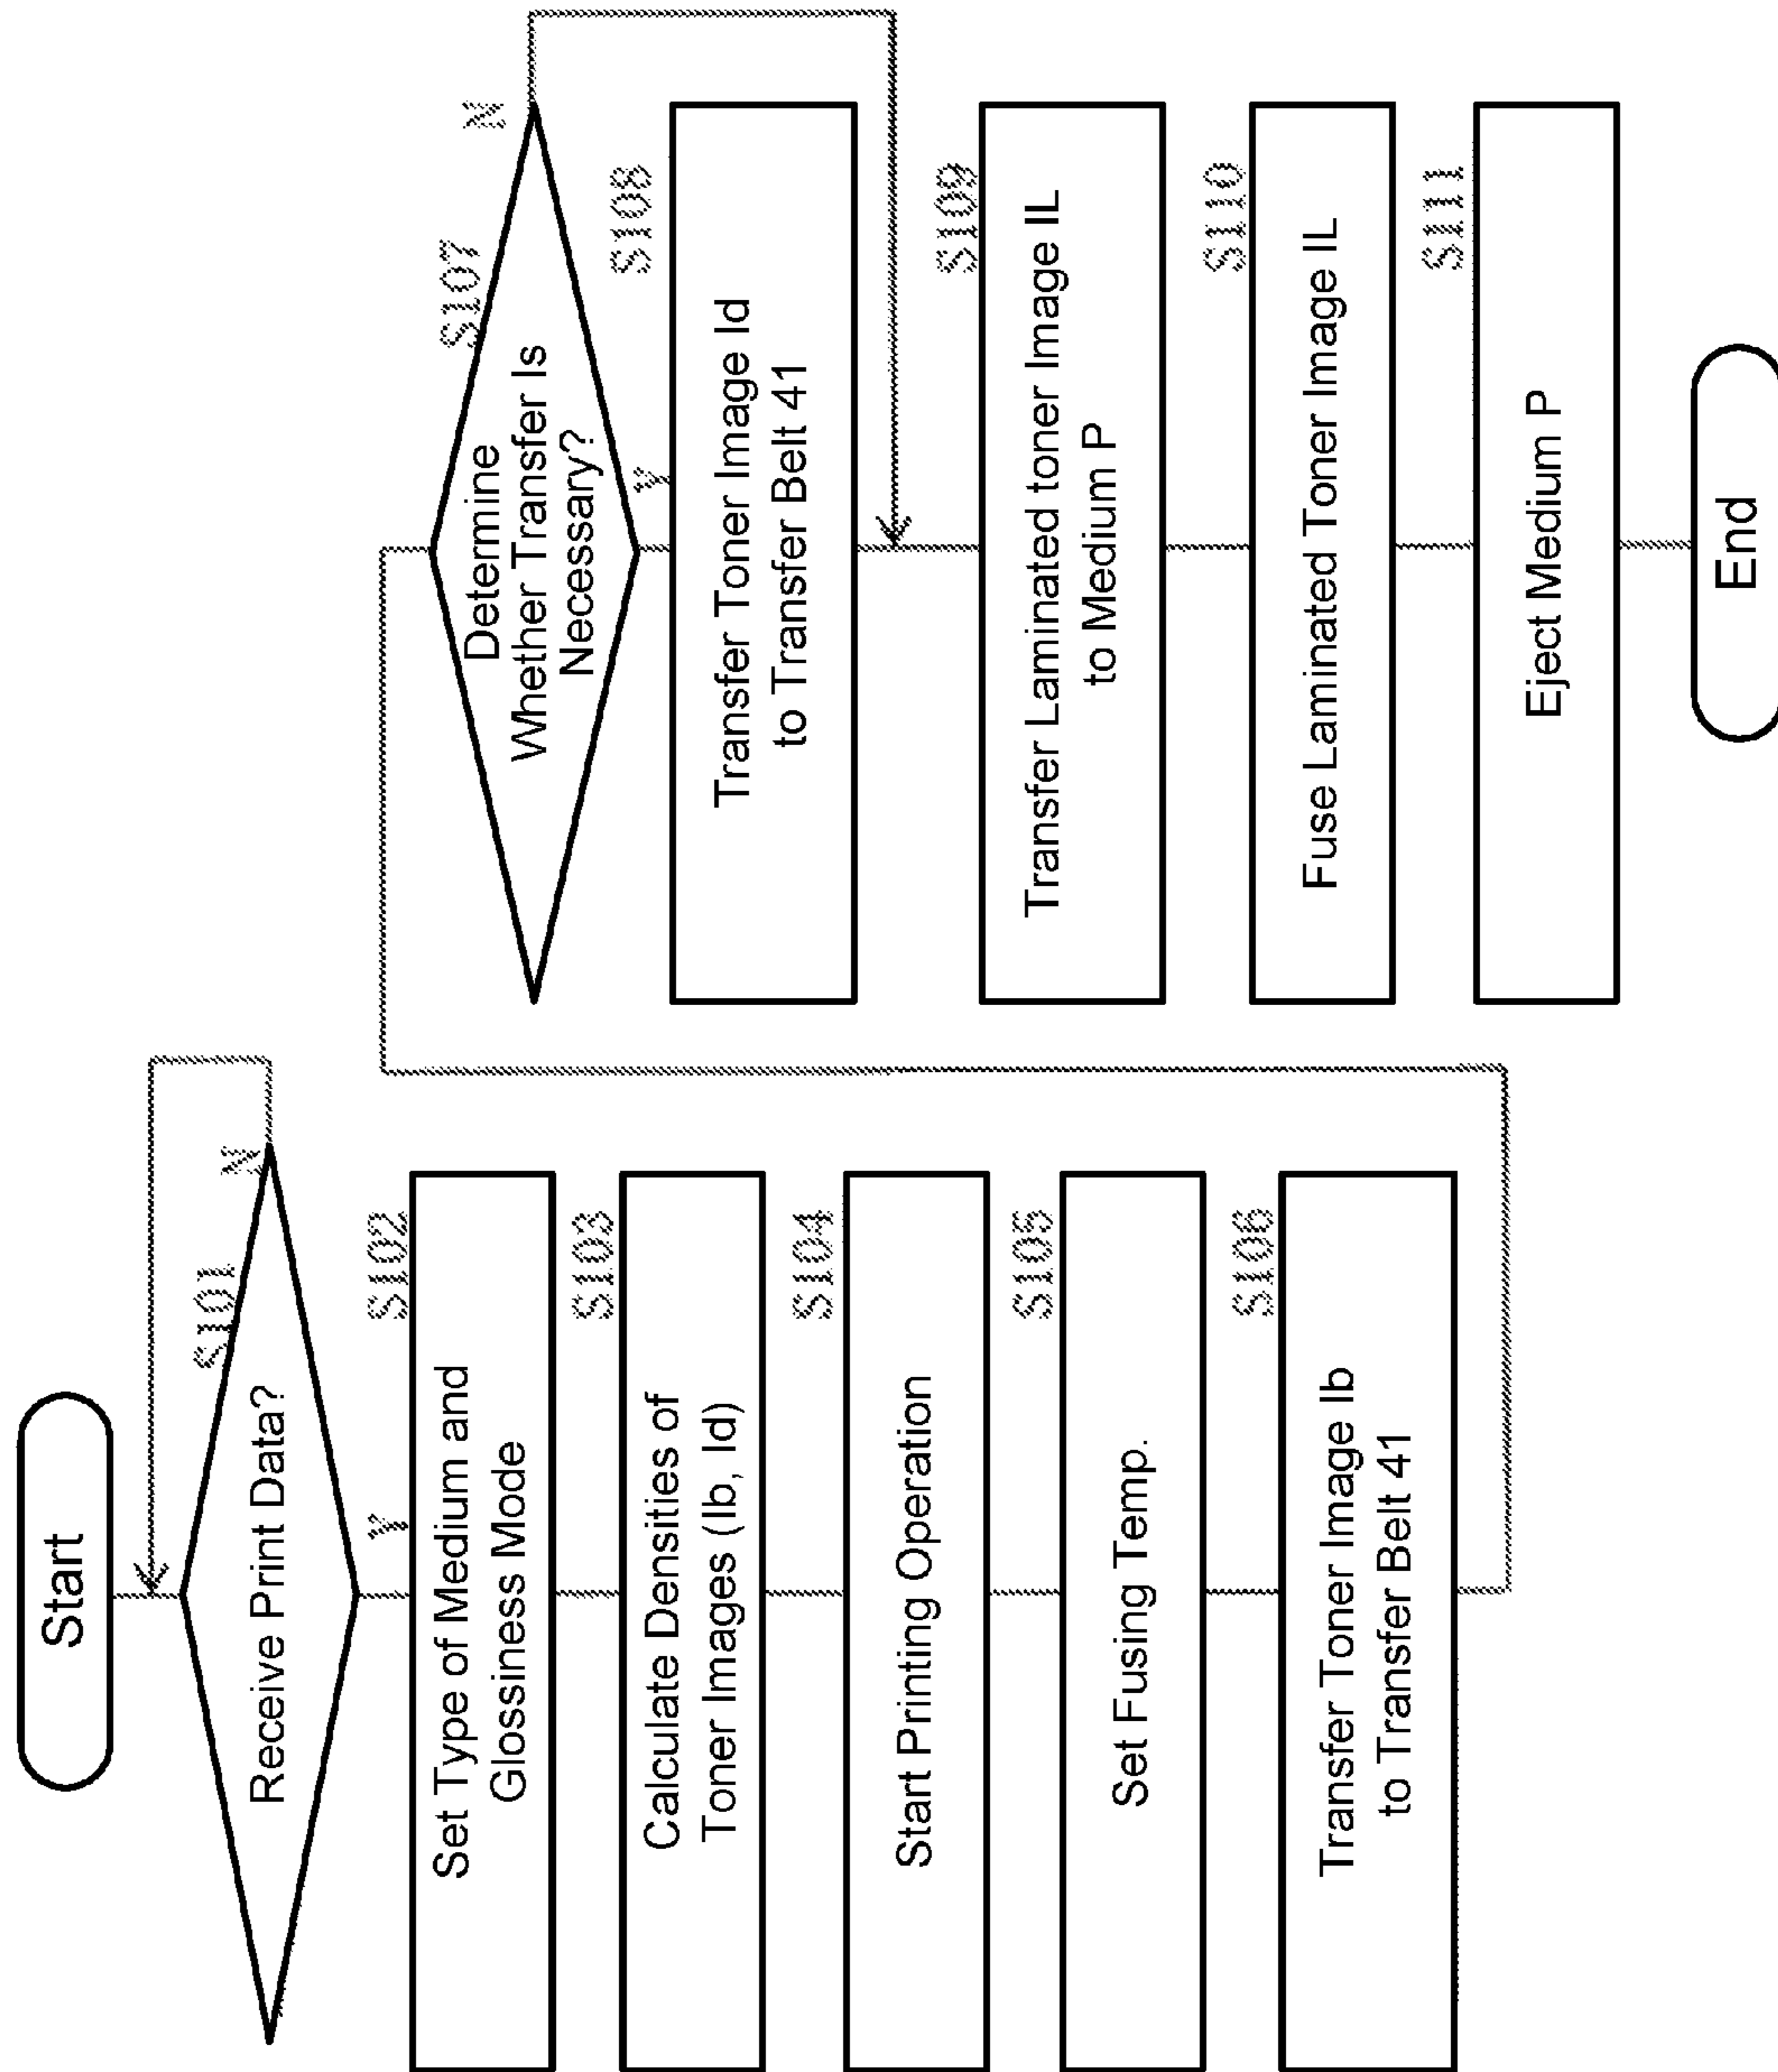 Start
S101
Receive Print Data?
N
Y
S102
Set Type of Medium and
Glossiness Mode
S103
Calculate Densities of
Toner Images (Ib, Id)
S104
Start Printing Operation
S105
Set Fusing Temp.
S106
Transfer Toner Image Ib
to Transfer Belt 41
S107
Determine
Whether Transfer Is
Necessary?
N
Y
S108
Transfer Toner Image Id
to Transfer Belt 41
S109
Transfer Laminated toner Image IL
to Medium P
S110
Fuse Laminated Toner Image IL
S111
Eject Medium P
End